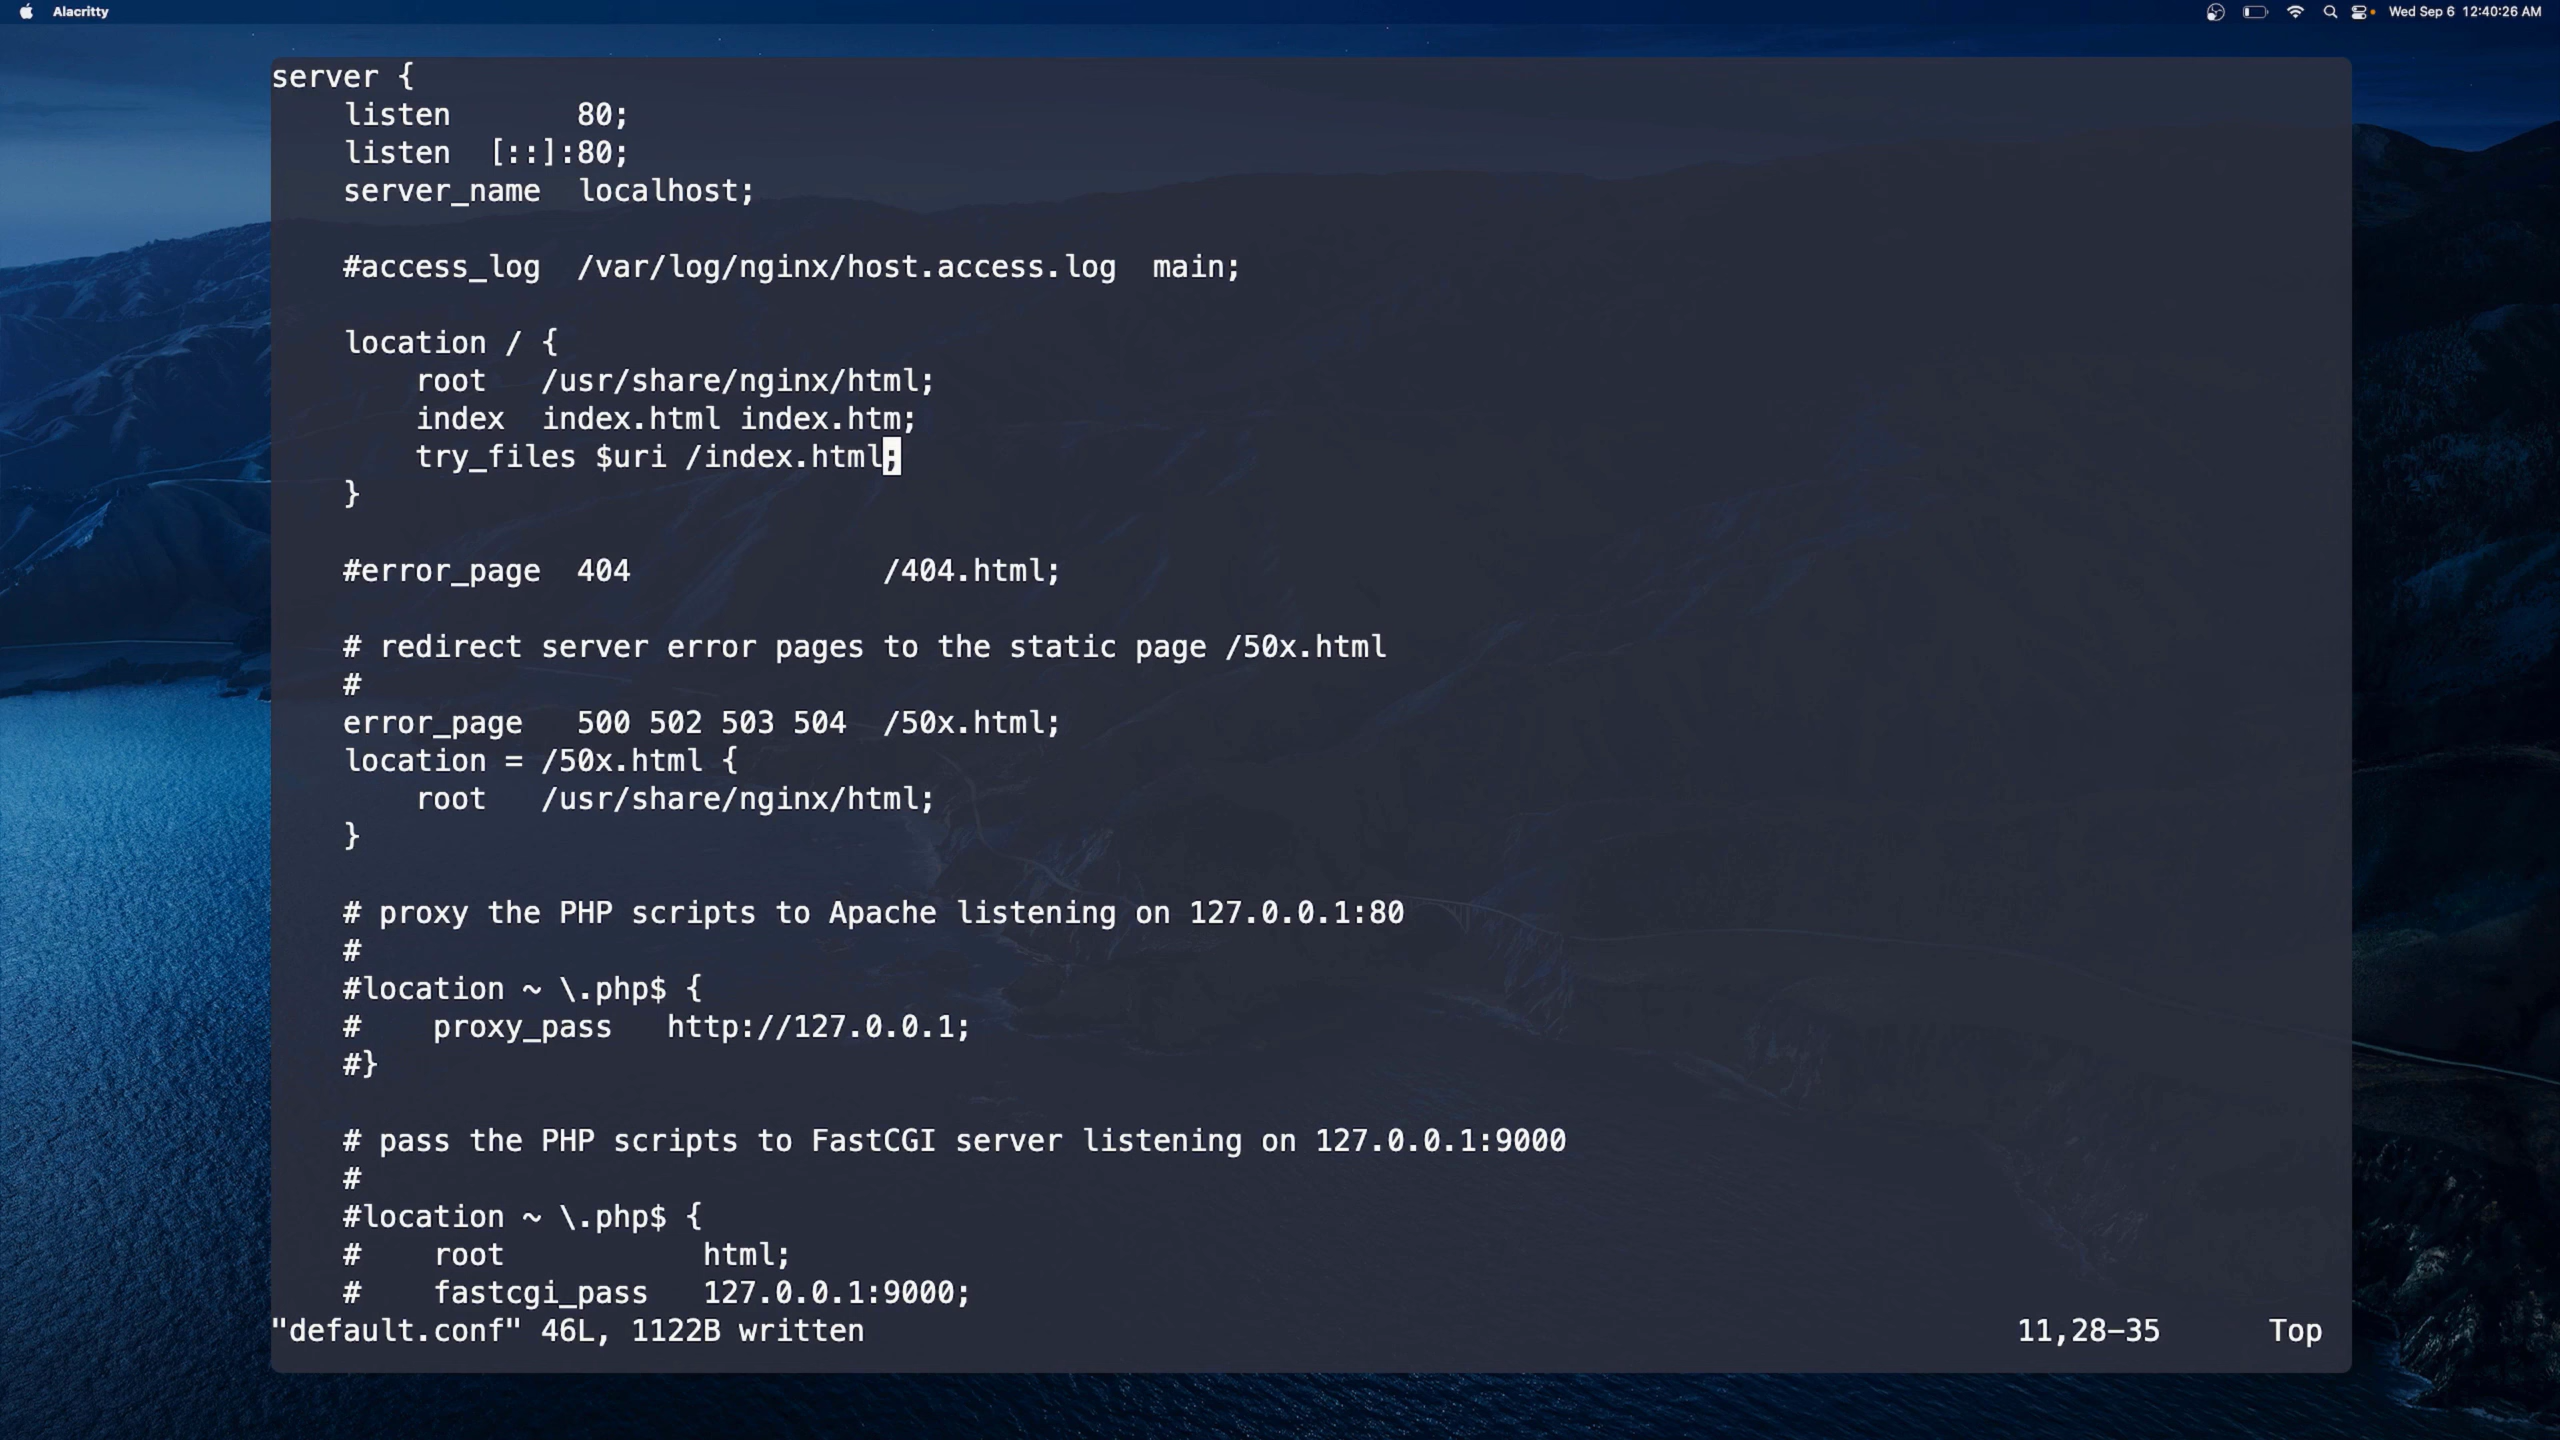 Alacritty
Wed Sep 6 12:40:26 AM
server {
    listen       80;
    listen  [::]:80;
    server_name  localhost;
    #access_log  /var/log/nginx/host.access.log  main;
    location / {
        root   /usr/share/nginx/html;
        index  index.html index.htm;
        try_files $uri /index.html;
    }
    #error_page  404              /404.html;
    # redirect server error pages to the static page /50x.html
    #
    error_page   500 502 503 504  /50x.html;
    location = /50x.html {
        root   /usr/share/nginx/html;
    }
    # proxy the PHP scripts to Apache listening on 127.0.0.1:80
    #
    #location ~ \.php$ {
    #    proxy_pass   http://127.0.0.1;
    #}
    # pass the PHP scripts to FastCGI server listening on 127.0.0.1:9000
    #
    #location ~ \.php$ {
    #    root           html;
    #    fastcgi_pass   127.0.0.1:9000;
"default.conf" 46L, 1122B written
11,28-35
Top